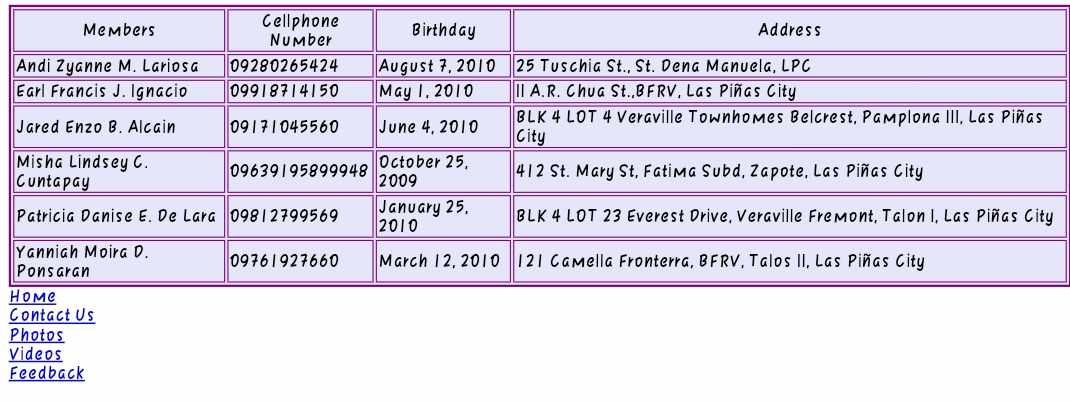 Members Cellphone Number Birthday Address
Andi Zyanne M. Lariosa 09280265424 August 7, 2010 25 Tuschia St., St. Dena Manuela, LPC
Earl Francis J. Ignacio 09918714150 May 1, 2010 11 A.R. Chua St.,BFRV, Las Piñas City
Jared Enzo B. Alcain 09171045560 June 4, 2010 BLK 4 LOT 4 Veraville Townhomes Belcrest, Pamplona III, Las Piñas
City
Misha Lindsey C.
Cuntapay 09639195899948 October 25,
2009 412 St. Mary St, Fatima Subd, Zapote, Las Piñas City
Patricia Danise E. De Lara 09812799569 January 25,
2010 BLK 4 LOT 23 Everest Drive, Veraville Fremont, Talon I, Las Piñas City
Yanniah Moira D.
Ponsaran 09761927660 March 12, 2010 121 Camella Fronterra, BFRV, Talos II, Las Piñas City
Home
Contact Us
Photos
Videos
Feedback